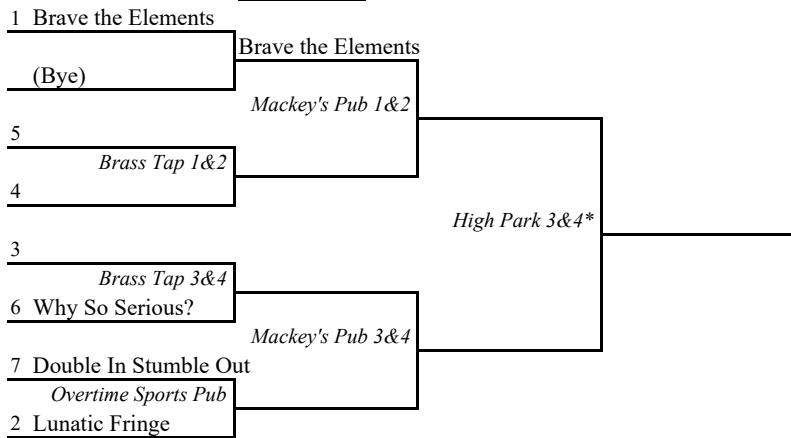 1 Brave the Elements
Brave the Elements
(Bye)
Mackey's Pub 1&2
5
Brass Tap 1&2
4
High Park 3&4*
3
Brass Tap 3&4
6 Why So Serious?
Mackey's Pub 3&4
7 Double In Stumble Out
Overtime Sports Pub
2 Lunatic Fringe